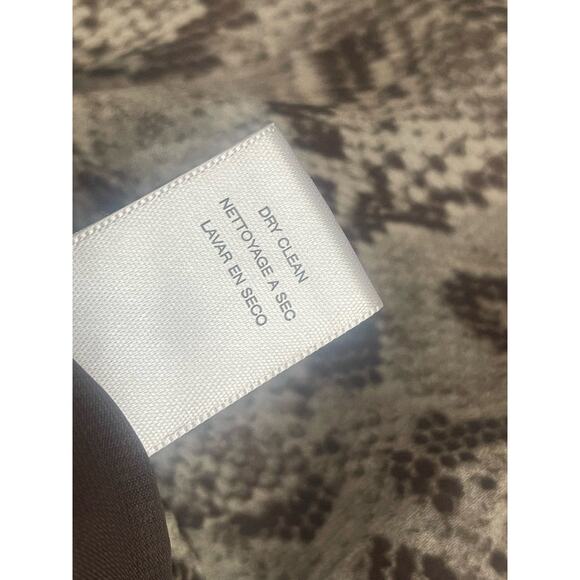 DRY CLEAN
NETTOYAGE A SEC
LAVAR EN SECO